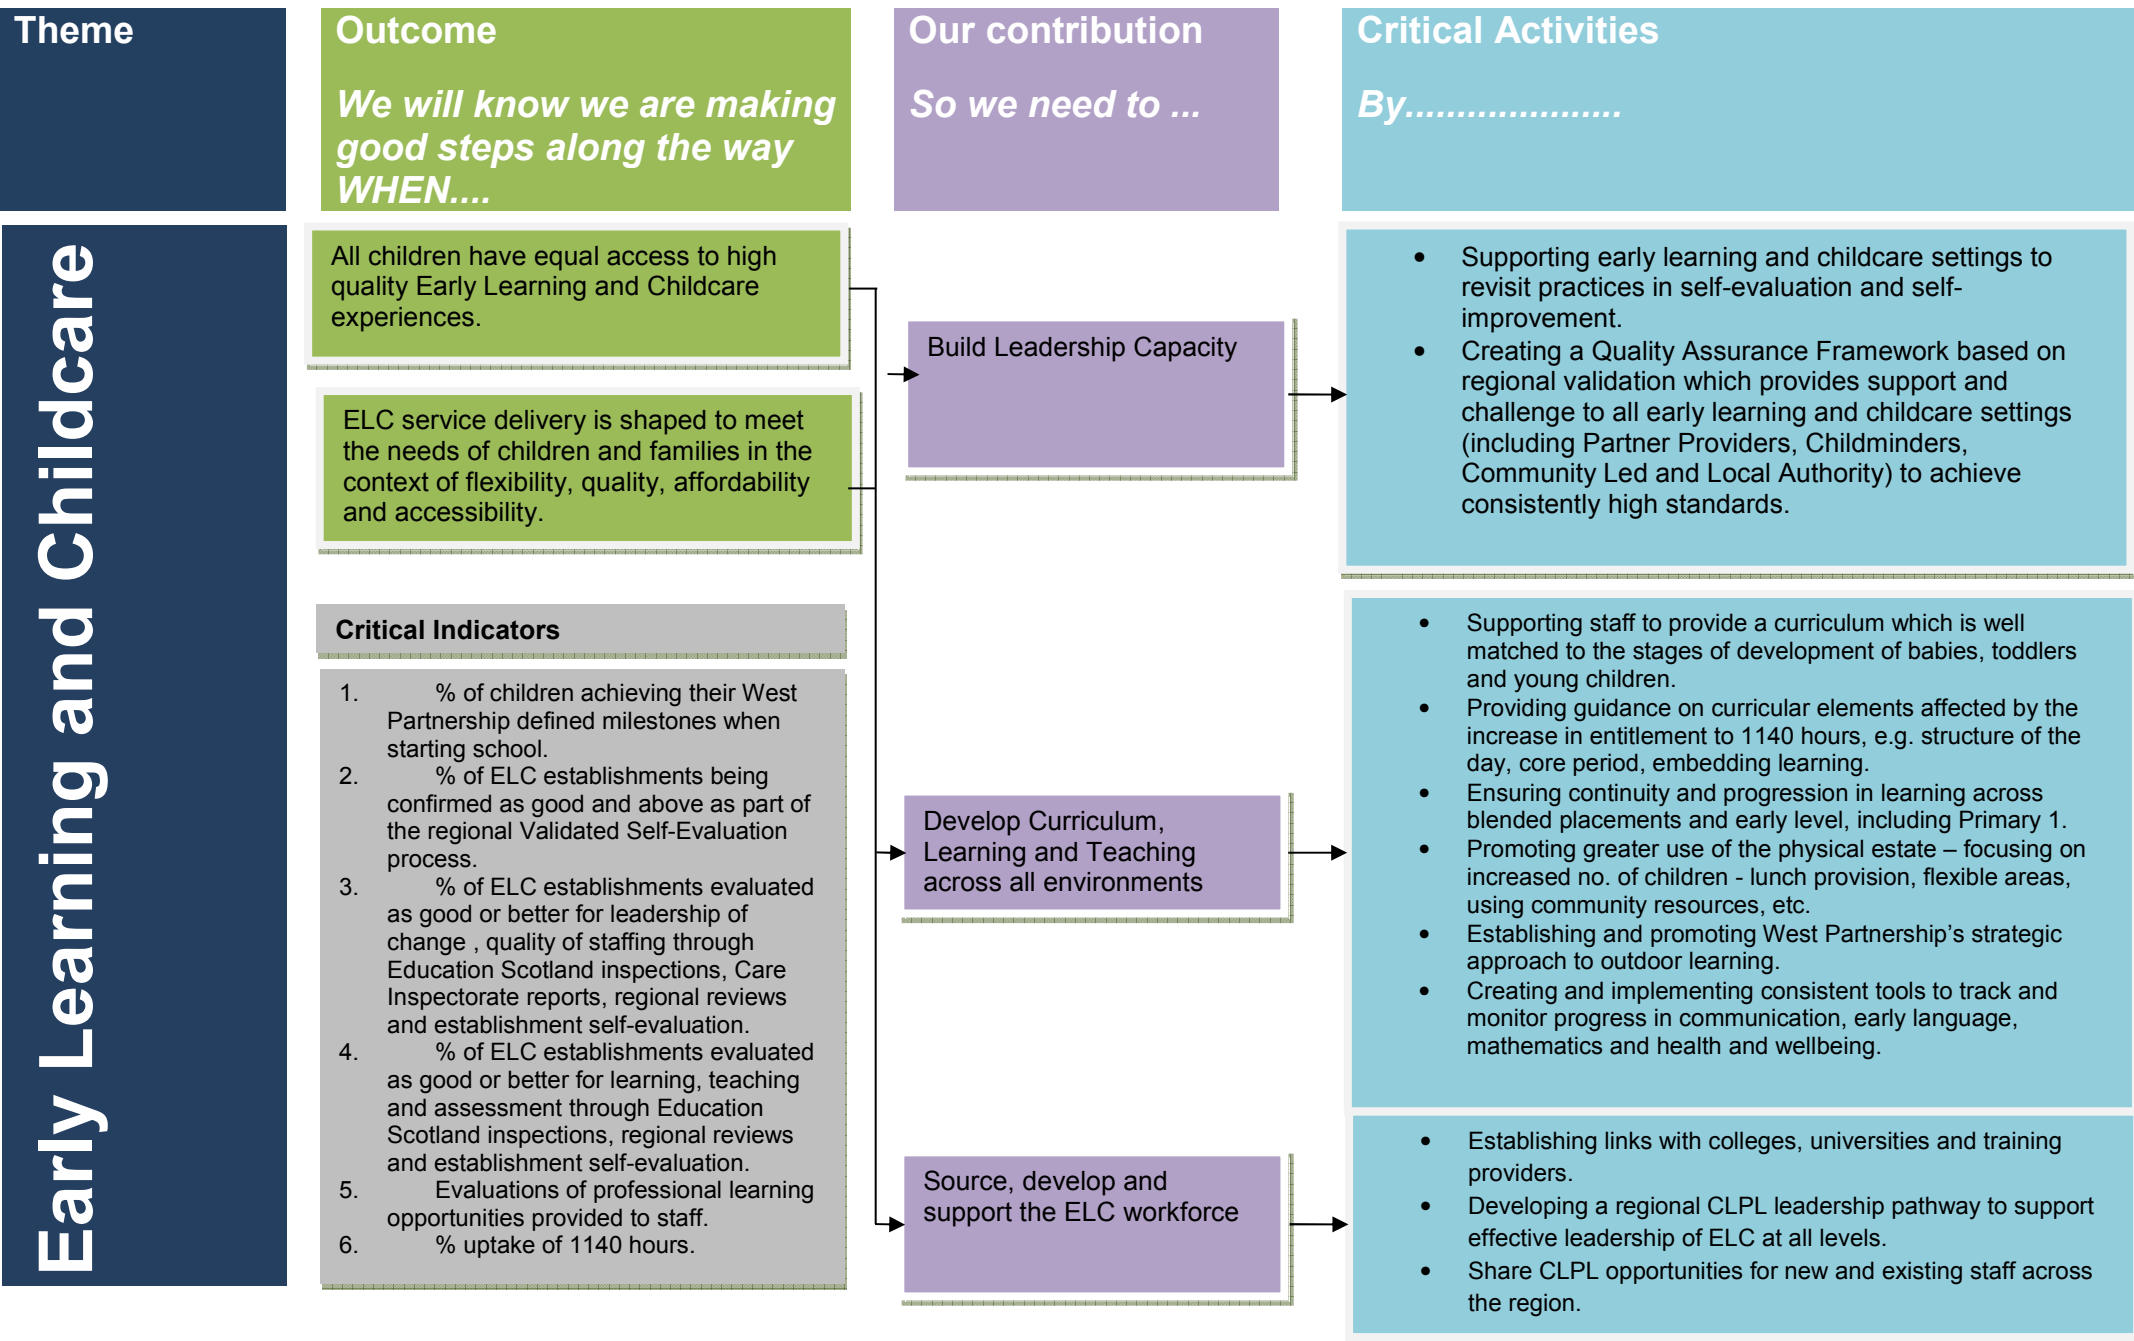 Theme
Outcome
We will know we are making
good steps along the way
WHEN....
Our contribution
So we need to ...
Critical Activities
By.....................
Early Learning and Childcare
All children have equal access to high
quality Early Learning and Childcare
experiences.
ELC service delivery is shaped to meet
the needs of children and families in the
context of flexibility, quality, affordability
and accessibility.
Critical Indicators
1. % of children achieving their West
Partnership defined milestones when
starting school.
2. % of ELC establishments being
confirmed as good and above as part of
the regional Validated Self-Evaluation
process.
3. % of ELC establishments evaluated
as good or better for leadership of
change , quality of staffing through
Education Scotland inspections, Care
Inspectorate reports, regional reviews
and establishment self-evaluation.
4. % of ELC establishments evaluated
as good or better for learning, teaching
and assessment through Education
Scotland inspections, regional reviews
and establishment self-evaluation.
5. Evaluations of professional learning
opportunities provided to staff.
6. % uptake of 1140 hours.
Build Leadership Capacity
Develop Curriculum,
Learning and Teaching
across all environments
Source, develop and
support the ELC workforce
• Supporting early learning and childcare settings to
revisit practices in self-evaluation and self-
improvement.
• Creating a Quality Assurance Framework based on
regional validation which provides support and
challenge to all early learning and childcare settings
(including Partner Providers, Childminders,
Community Led and Local Authority) to achieve
consistently high standards.
• Supporting staff to provide a curriculum which is well
matched to the stages of development of babies, toddlers
and young children.
• Providing guidance on curricular elements affected by the
increase in entitlement to 1140 hours, e.g. structure of the
day, core period, embedding learning.
• Ensuring continuity and progression in learning across
blended placements and early level, including Primary 1.
• Promoting greater use of the physical estate – focusing on
increased no. of children - lunch provision, flexible areas,
using community resources, etc.
• Establishing and promoting West Partnership’s strategic
approach to outdoor learning.
• Creating and implementing consistent tools to track and
monitor progress in communication, early language,
mathematics and health and wellbeing.
• Establishing links with colleges, universities and training
providers.
• Developing a regional CLPL leadership pathway to support
effective leadership of ELC at all levels.
• Share CLPL opportunities for new and existing staff across
the region.